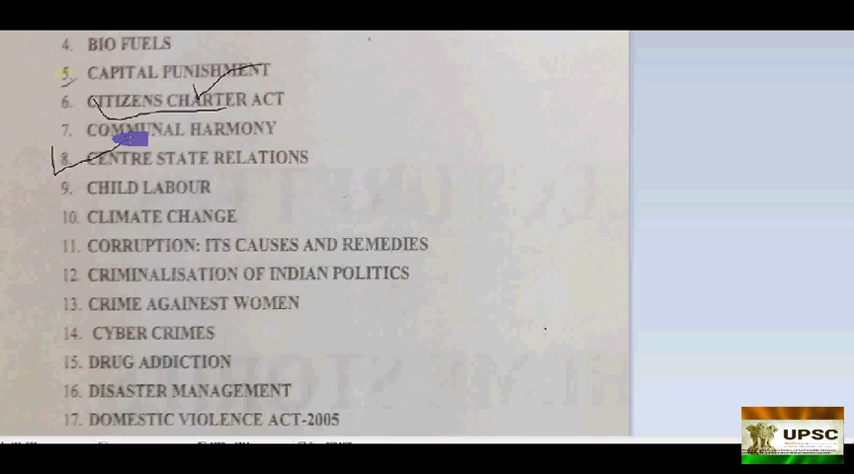 4. BIO FUELS
5. CAPITAL PUNISHMENT
6. CITIZENS CHARTER ACT
7. COMMUNAL HARMONY
8. CENTRE STATE RELATIONS
9. CHILD LABOUR
10. CLIMATE CHANGE
11. CORRUPTION: ITS CAUSES AND REMEDIES
12. CRIMINALISATION OF INDIAN POLITICS
13. CRIME AGAINEST WOMEN
14. CYBER CRIMES
15. DRUG ADDICTION
16. DISASTER MANAGEMENT
17. DOMESTIC VIOLENCE ACT-2005
UPSC